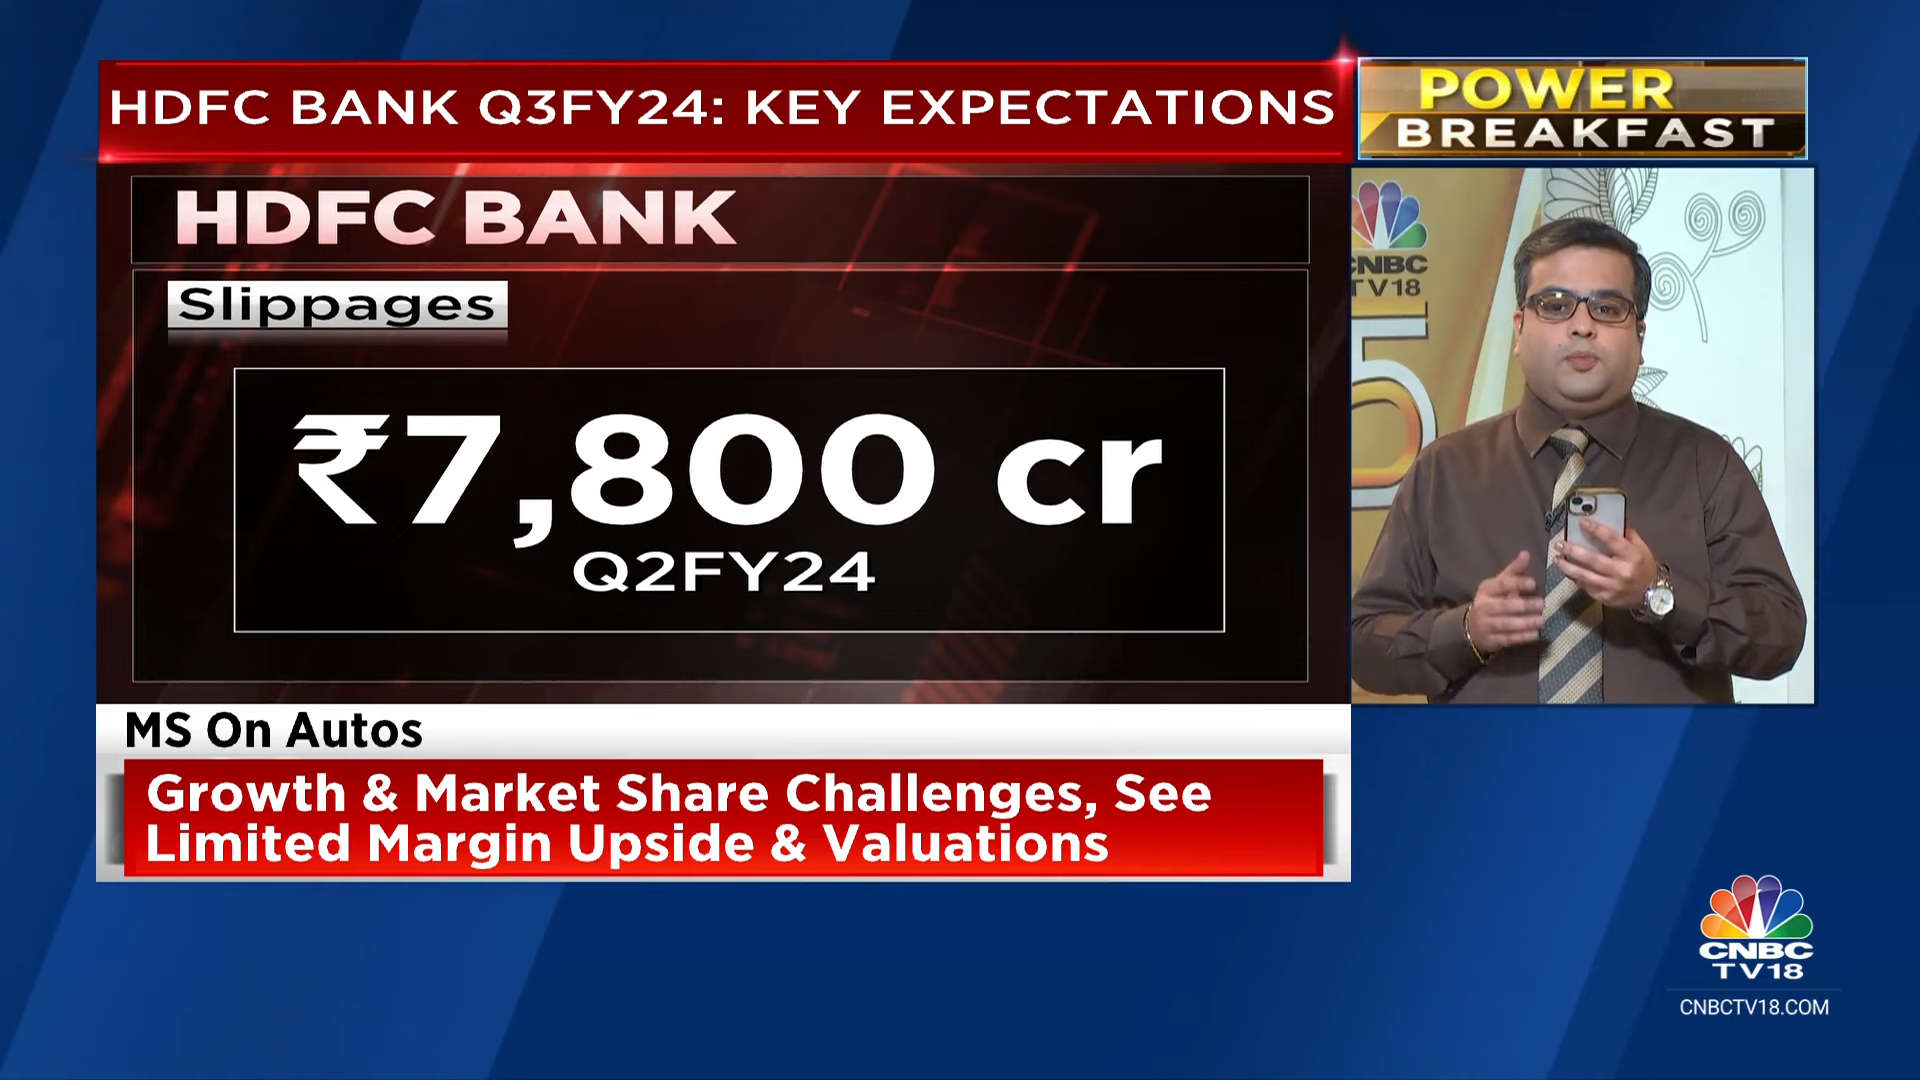 HDFC BANK Q3FY24: KEY EXPECTATIONS
POWER
BREAKFAST
HDFC BANK
Slippages
₹7,800 cr
Q2FY24
CNBC
TV18
5
MS On Autos
Growth & Market Share Challenges, See
Limited Margin Upside & Valuations
CNBC
TV18
CNBCTV18.COM